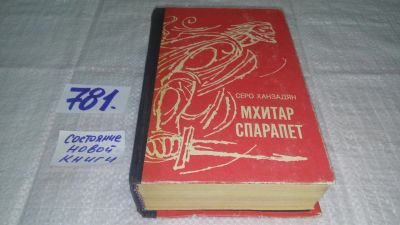 781.
Состояние
новой
книги
СЕРО ХАНЗАДЯН
МХИТАР
СПАРАПЕТ